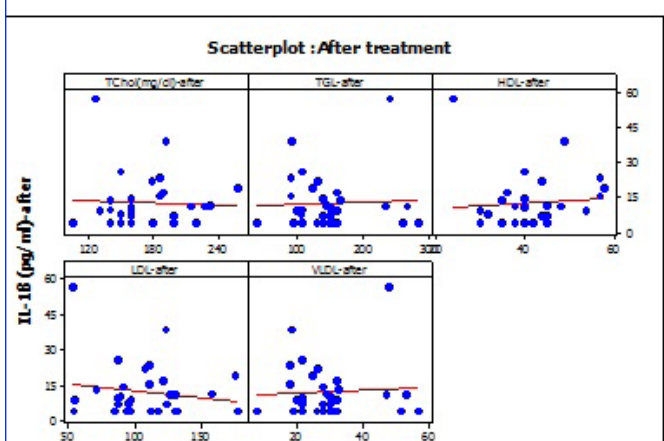 Scatterplot :After treatment
TChol(mg/dl)-after TGL-after HDL-after
60
45
30
15
0
120 180 240 100 200 300 20 40 60
IL-1B (pg/ml)-after
LDL-after VLDL-after
60
45
30
15
0
50 100 150 20 40 60